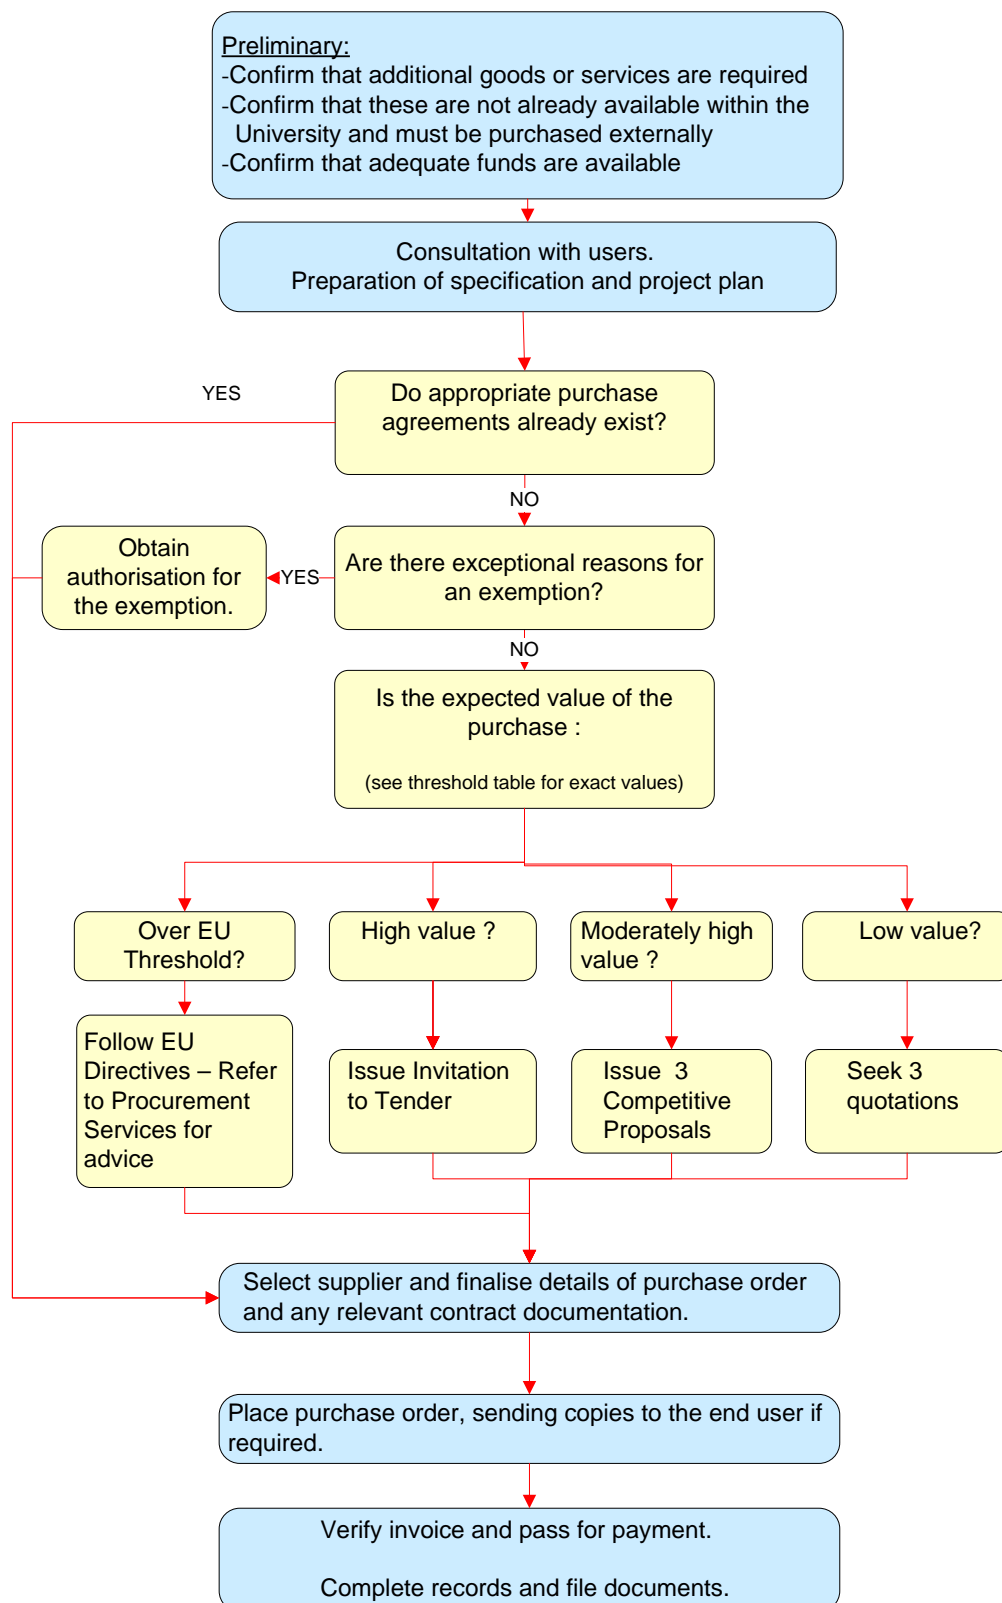 Preliminary:
-Confirm that additional goods or services are required
-Confirm that these are not already available within the
University and must be purchased externally
-Confirm that adequate funds are available
Consultation with users.
Preparation of specification and project plan
YES
Do appropriate purchase
agreements already exist?
NO
Obtain
authorisation for
the exemption.
YES
Are there exceptional reasons for
an exemption?
NO
Is the expected value of the
purchase :
(see threshold table for exact values)
Over EU
Threshold?
High value ?
Moderately high
value ?
Low value?
Follow EU
Directives – Refer
to Procurement
Services for
advice
Issue Invitation
to Tender
Issue 3
Competitive
Proposals
Seek 3
quotations
Select supplier and finalise details of purchase order
and any relevant contract documentation.
Place purchase order, sending copies to the end user if
required.
Verify invoice and pass for payment.
Complete records and file documents.